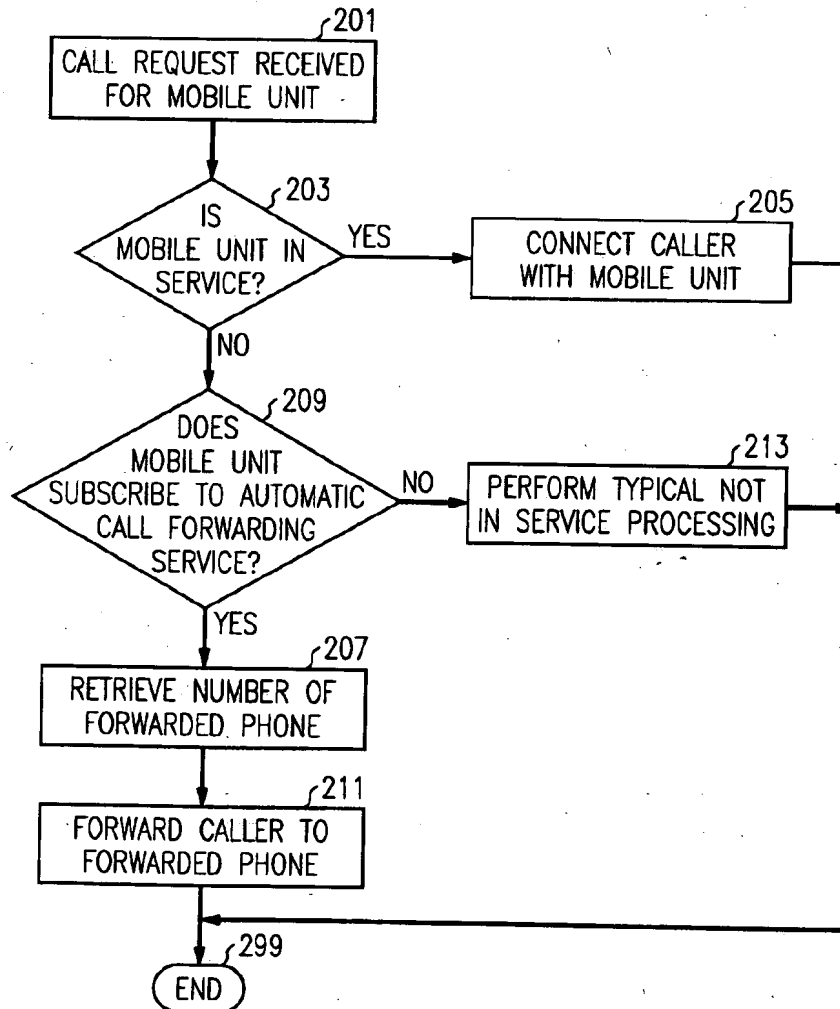 201
CALL REQUEST RECEIVED
FOR MOBILE UNIT
203
IS
MOBILE UNIT IN
SERVICE?
YES
205
CONNECT CALLER
WITH MOBILE UNIT
NO
209
DOES
MOBILE UNIT
SUBSCRIBE TO AUTOMATIC
CALL FORWARDING
SERVICE?
NO
213
PERFORM TYPICAL NOT
IN SERVICE PROCESSING
YES
207
RETRIEVE NUMBER OF
FORWARDED PHONE
211
FORWARD CALLER TO
FORWARDED PHONE
299
END